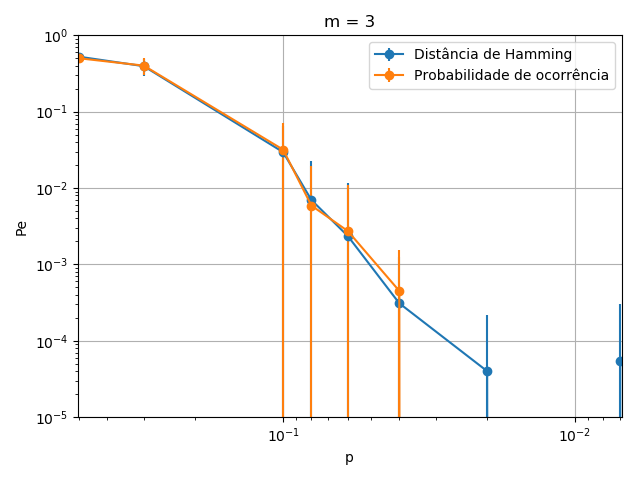 m = 3
Distância de Hamming
Probabilidade de ocorrência
Pe
10^0
10^-1
10^-2
10^-3
10^-4
10^-5
10^-1
10^-2
p